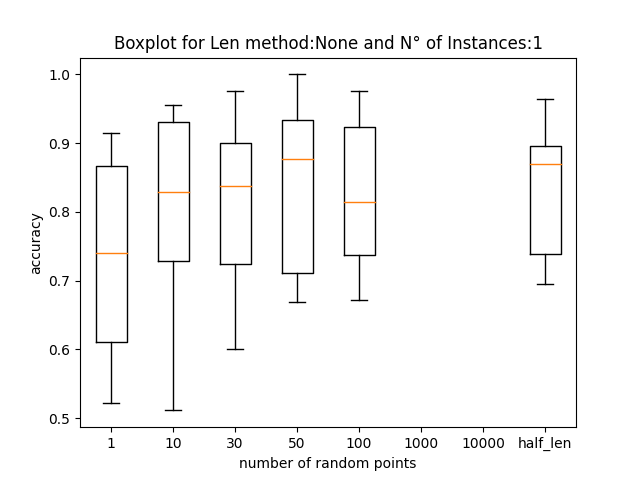 Boxplot for Len method:None and N° of Instances:1
1.0
0.9
0.8
0.7
0.6
0.5
accuracy
1 10 30 50 100 1000 10000 half_len
number of random points